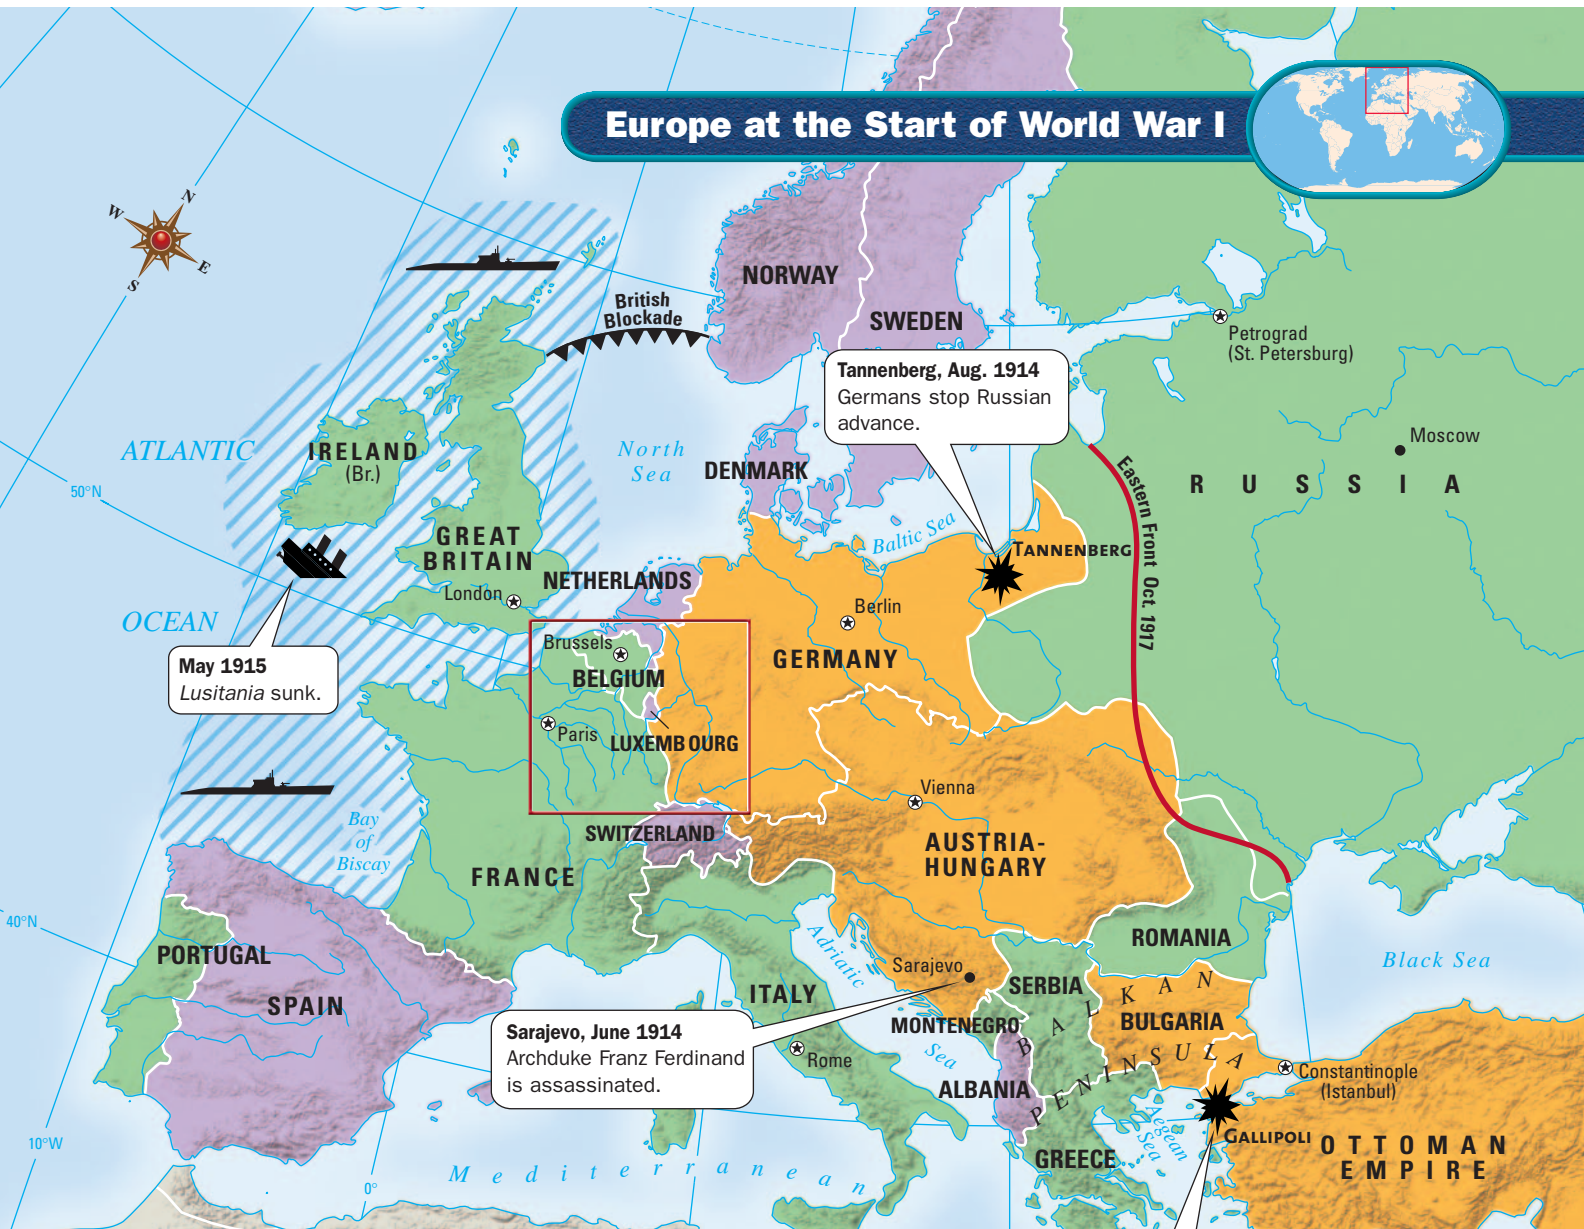 Europe at the Start of World War I
N
W
E
S
British
Blockade
NORWAY
SWEDEN
Petrograd
(St. Petersburg)
Tannenberg, Aug. 1914
Germans stop Russian
advance.
Moscow
RUSSIA
ATLANTIC
OCEAN
50°N
IRELAND
(Br.)
North
Sea
DENMARK
Eastern Front Oct. 1917
Baltic Sea
TANNENBERG
GREAT
BRITAIN
London
NETHERLANDS
Berlin
GERMANY
May 1915
Lusitania sunk.
Brussels
BELGIUM
Paris
LUXEMBOURG
Vienna
Bay
of
Biscay
SWITZERLAND
AUSTRIA-
HUNGARY
FRANCE
40°N
PORTUGAL
SPAIN
Adriatic
Sea
Sarajevo
SERBIA
ROMANIA
Black Sea
ITALY
Sarajevo, June 1914
Archduke Franz Ferdinand
is assassinated.
MONTENEGRO
BALKAN
PENINSULA
BULGARIA
Rome
ALBANIA
Constantinople
(Istanbul)
Aegean
Sea
GALLIPOLI
OTTOMAN
EMPIRE
GREECE
10°W
0°
Mediterranean